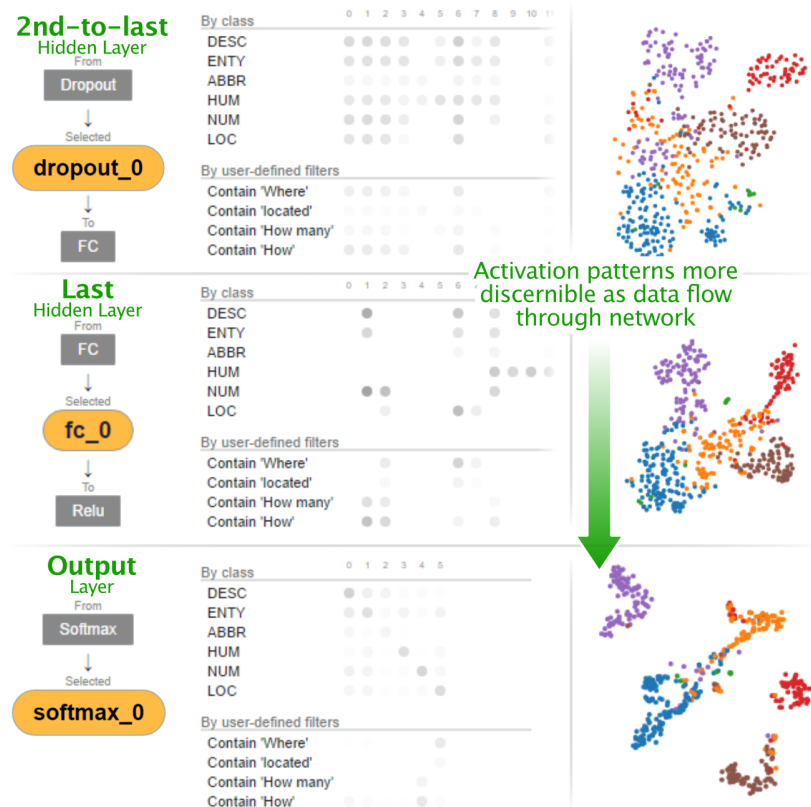 2nd-to-last
Hidden Layer
From
Dropout
Selected
dropout_0
To
FC
By class
0 1 2 3 4 5 6 7 8 9 10 11
DESC
ENTY
ABBR
HUM
NUM
LOC
By user-defined filters
Contain 'Where'
Contain 'located'
Contain 'How many'
Contain 'How'
Activation patterns more
discernible as data flow
through network
Last
Hidden Layer
From
FC
Selected
fc_0
To
Relu
By class
0 1 2 3 4 5 6 7 8
DESC
ENTY
ABBR
HUM
NUM
LOC
By user-defined filters
Contain 'Where'
Contain 'located'
Contain 'How many'
Contain 'How'
Output
Layer
From
Softmax
Selected
softmax_0
By class
0 1 2 3 4 5
DESC
ENTY
ABBR
HUM
NUM
LOC
By user-defined filters
Contain 'Where'
Contain 'located'
Contain 'How many'
Contain 'How'